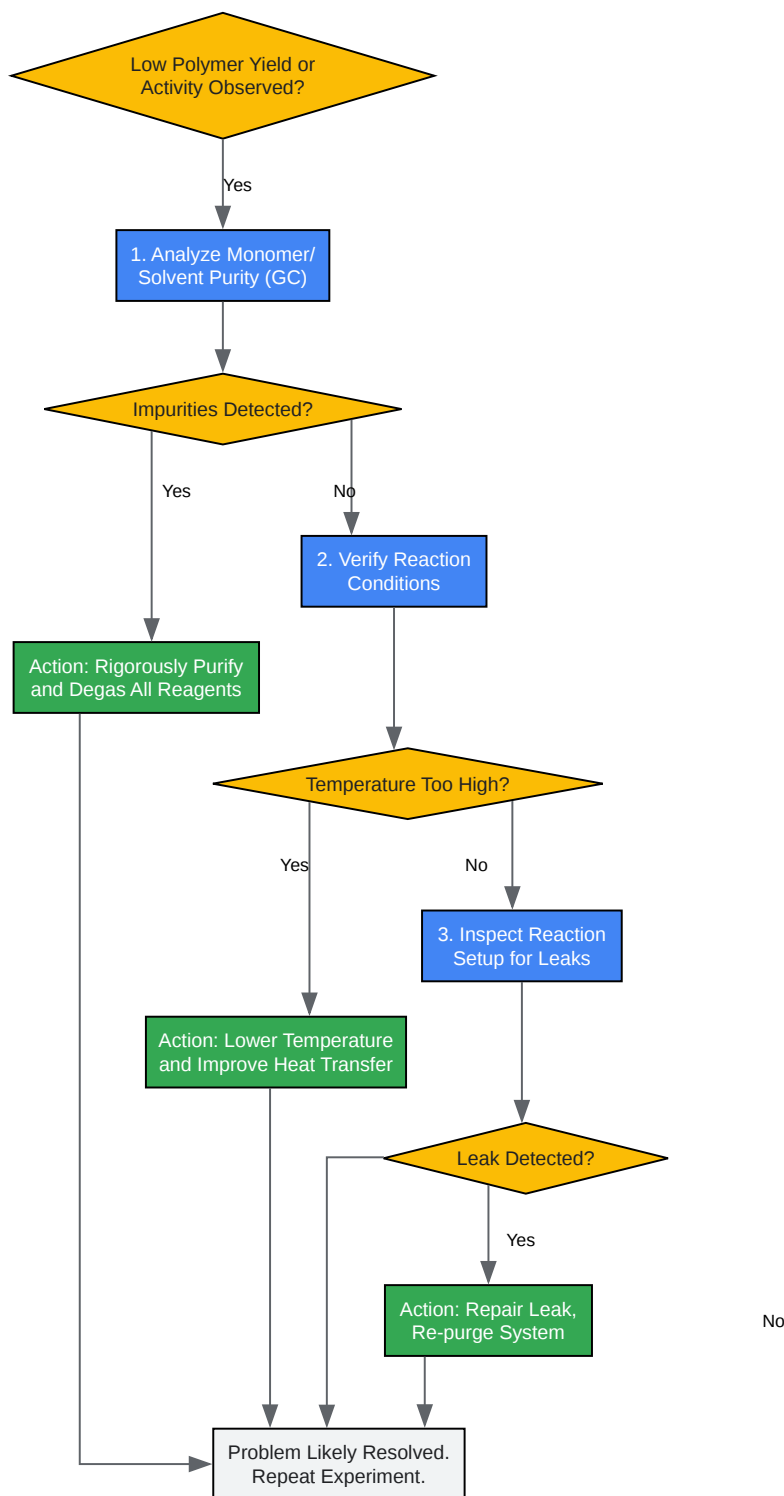 Low Polymer Yield or
Activity Observed?
Yes
1. Analyze Monomer/
Solvent Purity (GC)
Impurities Detected?
Yes
No
2. Verify Reaction
Conditions
Action: Rigorously Purify
and Degas All Reagents
Temperature Too High?
Yes
No
3. Inspect Reaction
Setup for Leaks
Action: Lower Temperature
and Improve Heat Transfer
Leak Detected?
Yes
Action: Repair Leak,
Re-purge System
No
Problem Likely Resolved.
Repeat Experiment.